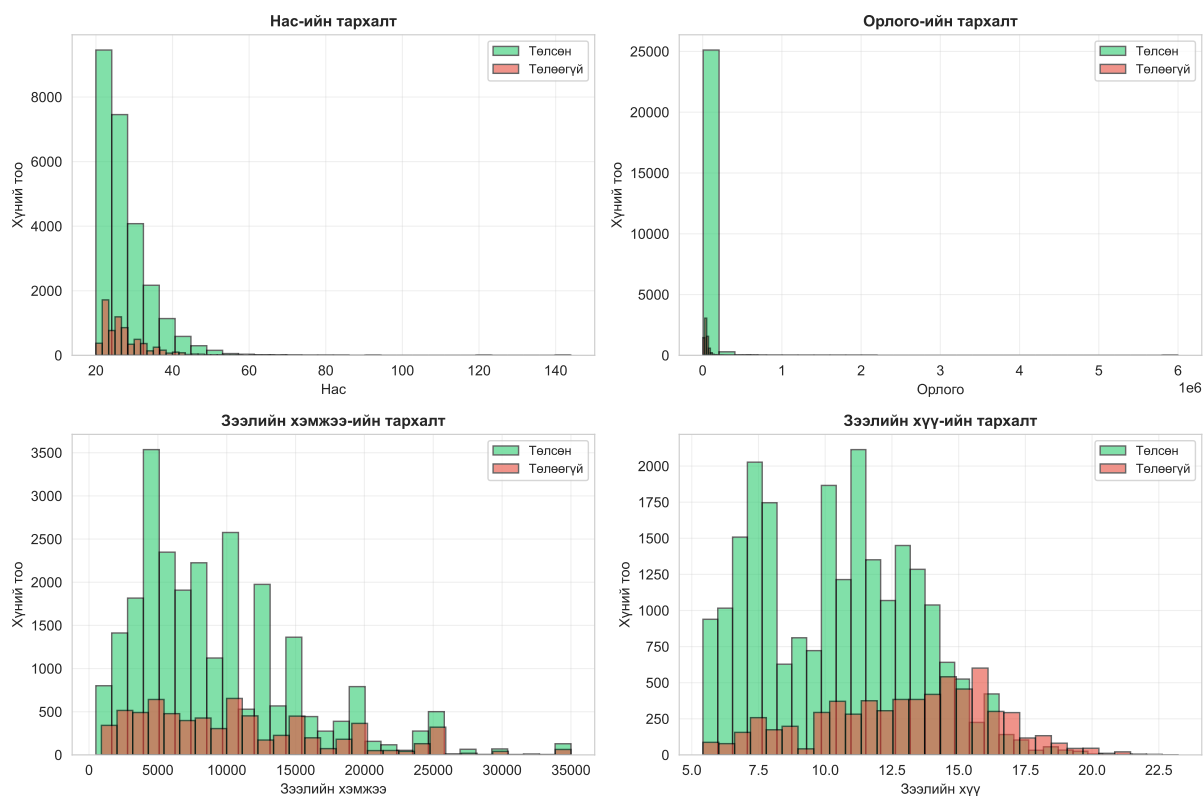 Нас-ийн тархалт
Төлсөн
Төлөөгүй
8000
6000
4000
2000
0
Хүний тоо
20
40
60
80
100
120
140
Нас
Орлого-ийн тархалт
Төлсөн
Төлөөгүй
25000
20000
15000
10000
5000
0
Хүний тоо
0
1
2
3
4
5
6
1e6
Орлого
Зээлийн хэмжээ-ийн тархалт
Төлсөн
Төлөөгүй
3500
3000
2500
2000
1500
1000
500
0
Хүний тоо
0
5000
10000
15000
20000
25000
30000
35000
Зээлийн хэмжээ
Зээлийн хүү-ийн тархалт
Төлсөн
Төлөөгүй
2000
1750
1500
1250
1000
750
500
250
0
Хүний тоо
5.0
7.5
10.0
12.5
15.0
17.5
20.0
22.5
Зээлийн хүү